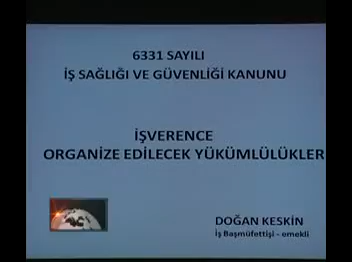 6331 SAYILI
İŞ SAĞLIĞI VE GÜVENLİĞİ KANUNU
İŞVERENCE
ORGANİZE EDİLECEK YÜKÜMLÜLÜKLER
DOĞAN KESKİN
İş Başmüfettişi - emekli